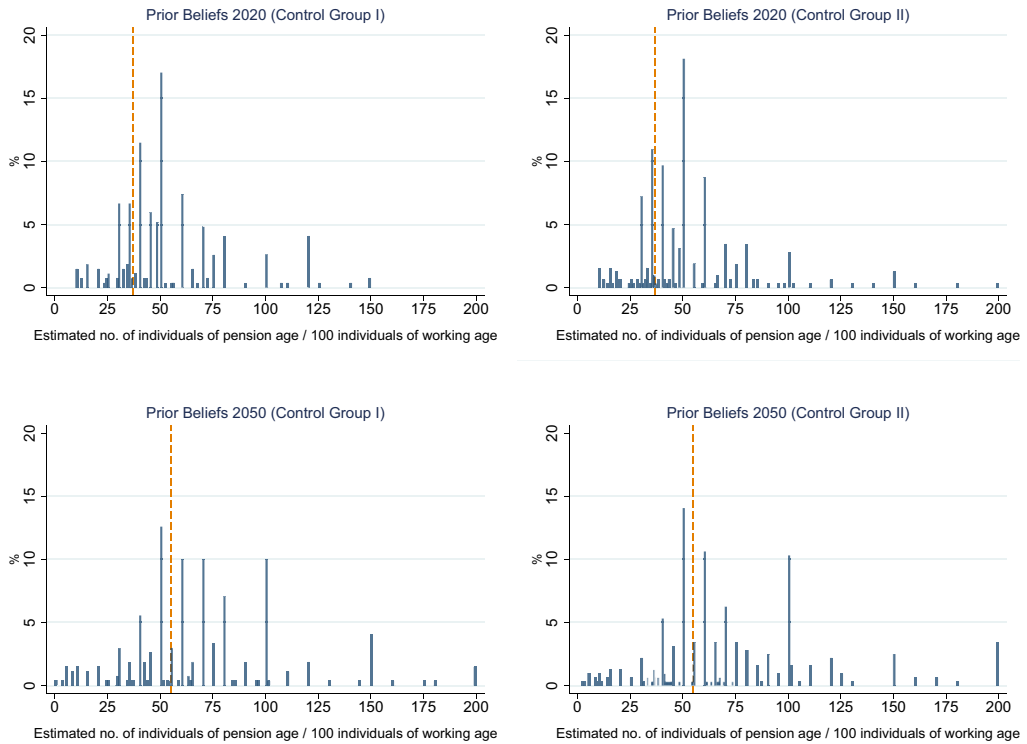 Prior Beliefs 2020 (Control Group I)
20
15
10
5
0
%
0 25 50 75 100 125 150 175 200
Estimated no. of individuals of pension age / 100 individuals of working age
Prior Beliefs 2020 (Control Group II)
20
15
10
5
0
%
0 25 50 75 100 125 150 175 200
Estimated no. of individuals of pension age / 100 individuals of working age
Prior Beliefs 2050 (Control Group I)
20
15
10
5
0
%
0 25 50 75 100 125 150 175 200
Estimated no. of individuals of pension age / 100 individuals of working age
Prior Beliefs 2050 (Control Group II)
20
15
10
5
0
%
0 25 50 75 100 125 150 175 200
Estimated no. of individuals of pension age / 100 individuals of working age